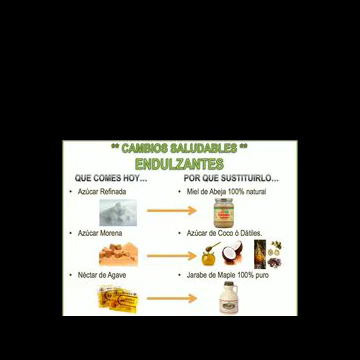 ** CAMBIOS SALUDABLES **
ENDULZANTES
QUE COMES HOY... POR QUE SUSTITUIRLO...
• Azúcar Refinada • Miel de Abeja 100% natural
• Azúcar Morena • Azúcar de Coco ó Dátiles.
• Néctar de Agave • Jarabe de Maple 100% puro